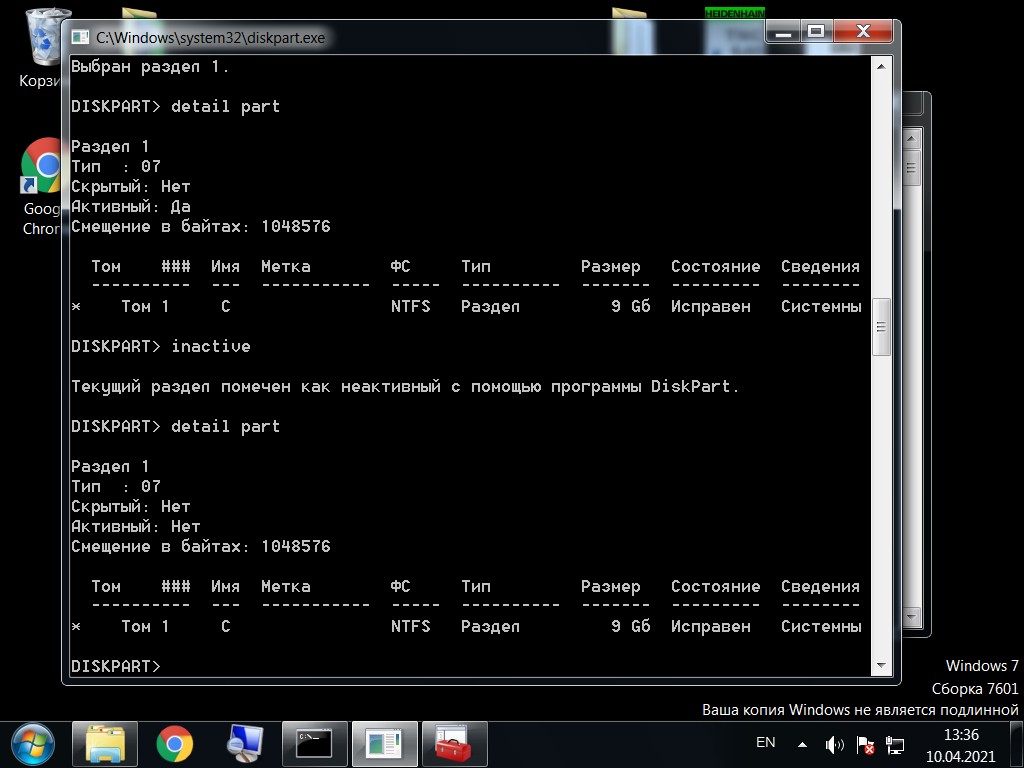 HEIDENHAIN
Корзи
Goog
Chron
C:\Windows\system32\diskpart.exe
Выбран раздел 1.
DISKPART> detail part
Раздел 1
Тип : 07
Скрытый: Нет
Активный: Да
Смещение в байтах: 1048576
Том ### Имя Метка ФС Тип Размер Состояние Сведения
---------- --- ----------- ----- ---------- ------- --------- --------
* Том 1 C NTFS Раздел 9 Gб Исправен Системны
DISKPART> inactive
Текущий раздел помечен как неактивный с помощью программы DiskPart.
DISKPART> detail part
Раздел 1
Тип : 07
Скрытый: Нет
Активный: Нет
Смещение в байтах: 1048576
Том ### Имя Метка ФС Тип Размер Состояние Сведения
---------- --- ----------- ----- ---------- ------- --------- --------
* Том 1 C NTFS Раздел 9 Gб Исправен Системны
DISKPART>
Windows 7
Сборка 7601
Ваша копия Windows не является подлинной
EN
13:36
10.04.2021